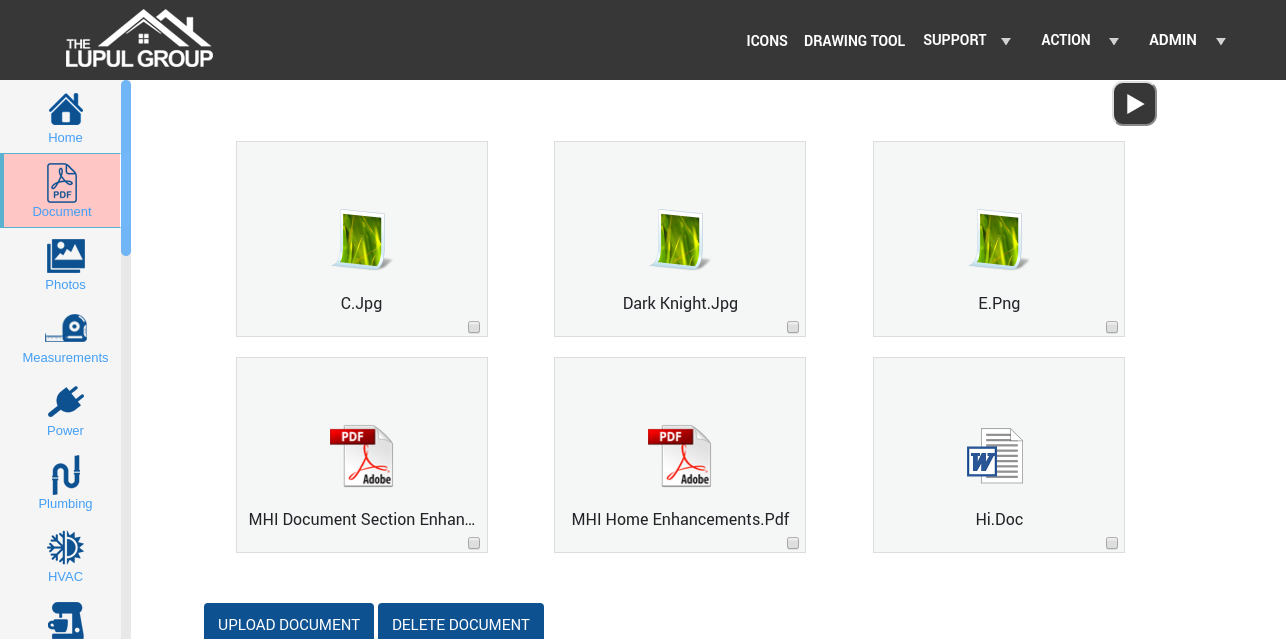 THE
LUPUL GROUP
ICONS DRAWING TOOL SUPPORT ACTION ADMIN
Home
PDF
Document
Photos
Measurements
Power
Plumbing
HVAC
C.Jpg Dark Knight.Jpg E.Png
PDF PDF W
Adobe Adobe
MHI Document Section Enhan... MHI Home Enhancements.Pdf Hi.Doc
UPLOAD DOCUMENT DELETE DOCUMENT